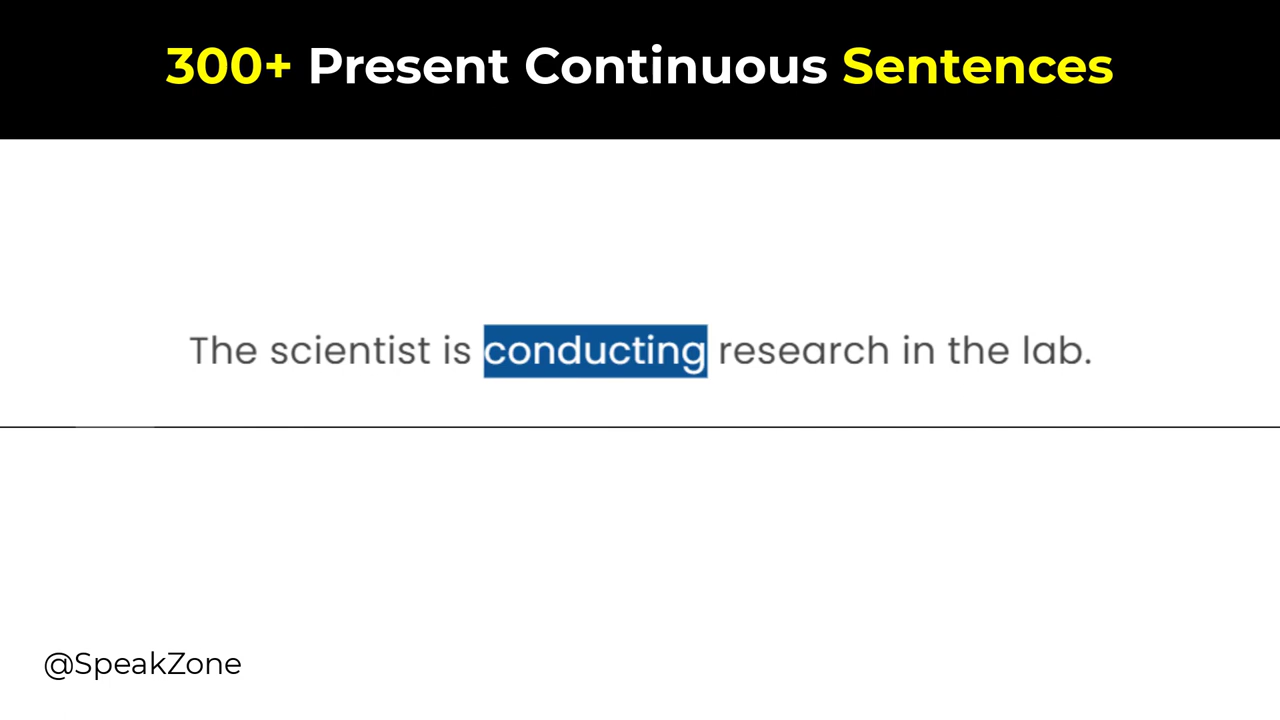 300+ Present Continuous Sentences
The scientist is conducting research in the lab.
@SpeakZone